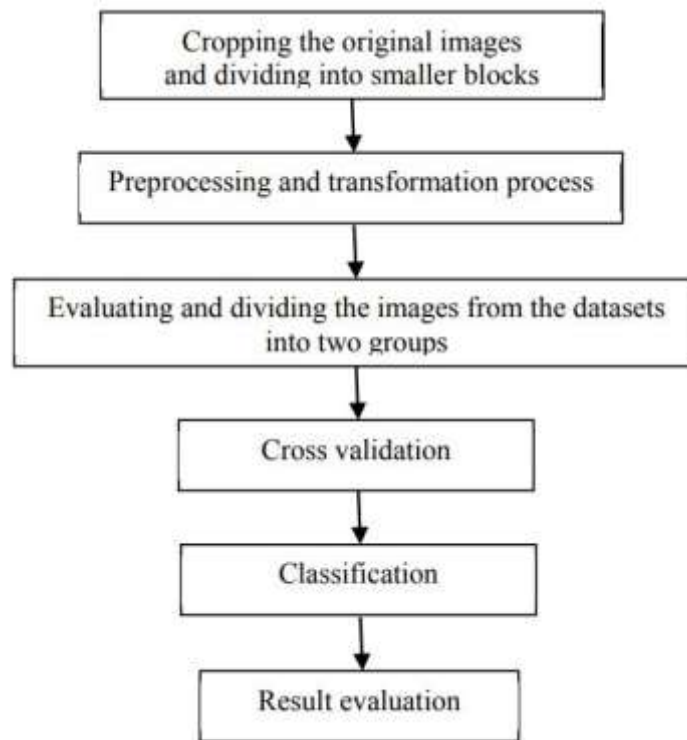 Cropping the original images
and dividing into smaller blocks
Preprocessing and transformation process
Evaluating and dividing the images from the datasets
into two groups
Cross validation
Classification
Result evaluation